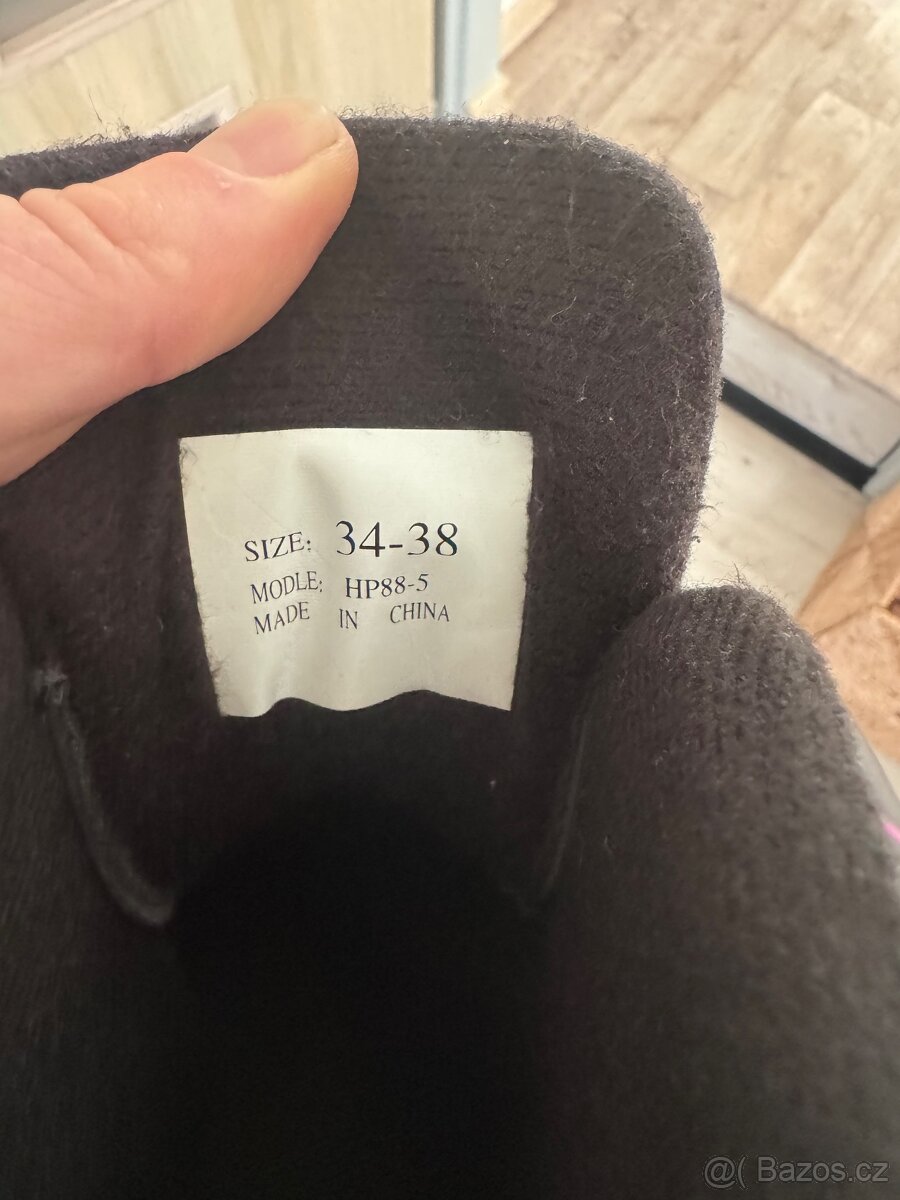 SIZE: 34-38
MODLE: HP88-5
MADE IN CHINA
@( Bazos.cz